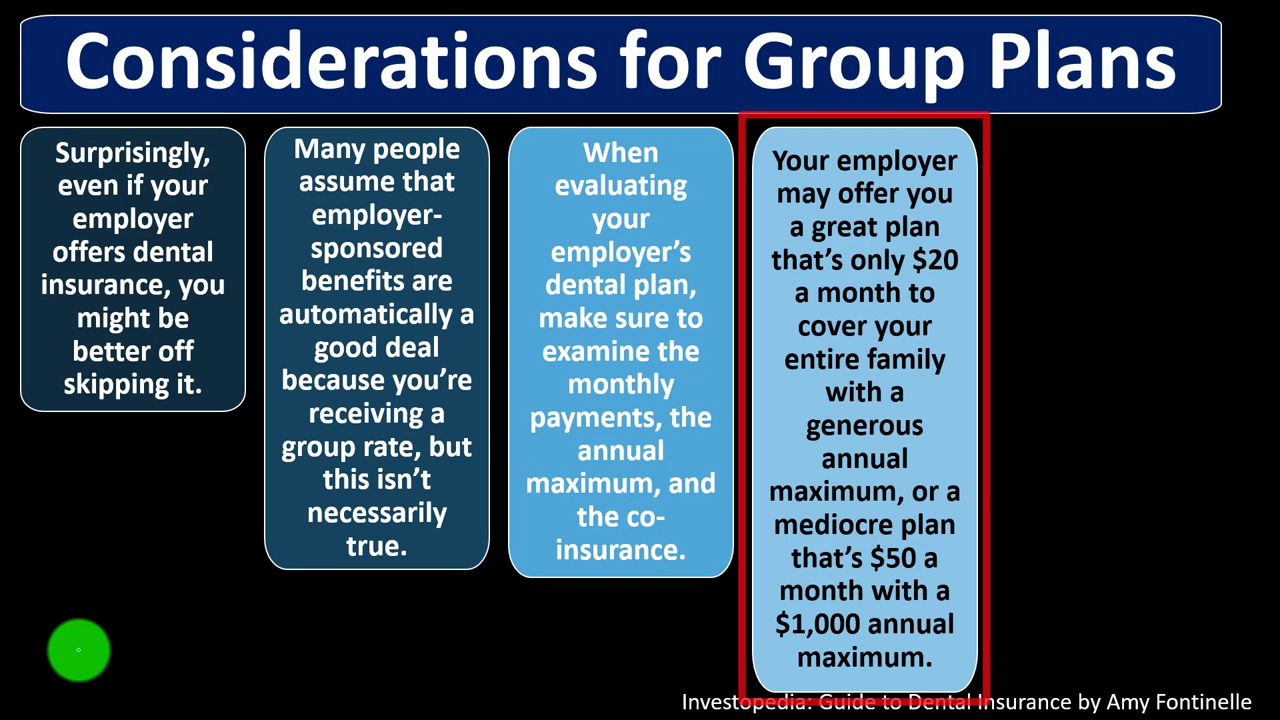 Considerations for Group Plans
Surprisingly,
even if your
employer
offers dental
insurance, you
might be
better off
skipping it.
Many people
assume that
employer-
sponsored
benefits are
automatically a
good deal
because you’re
receiving a
group rate, but
this isn’t
necessarily
true.
When
evaluating
your
employer’s
dental plan,
make sure to
examine the
monthly
payments, the
annual
maximum, and
the co-
insurance.
Your employer
may offer you
a great plan
that’s only $20
a month to
cover your
entire family
with a
generous
annual
maximum, or a
mediocre plan
that’s $50 a
month with a
$1,000 annual
maximum.
Investopedia: Guide to Dental Insurance by Amy Fontinelle